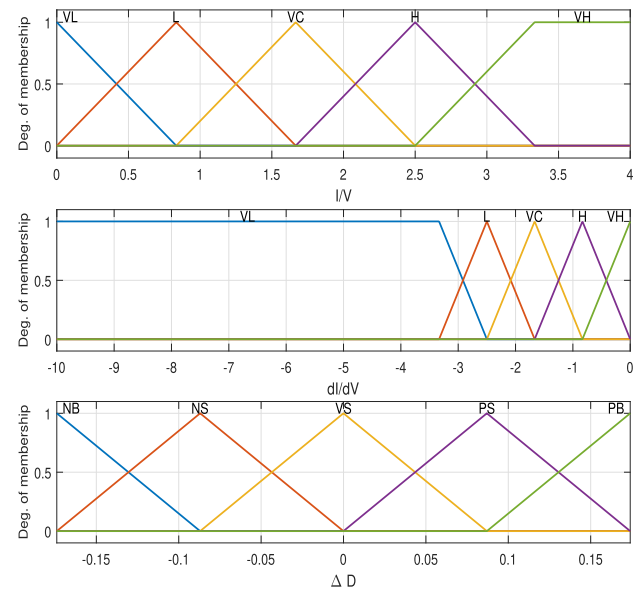 VL L VC H VH
1
0.5
0
Deg. of membership
0 0.5 1 1.5 2 2.5 3 3.5 4
I/V
VL L VC H VH
1
0.5
0
Deg. of membership
-10 -9 -8 -7 -6 -5 -4 -3 -2 -1 0
dI/dV
NB NS VS PS PB
1
0.5
0
Deg. of membership
-0.15 -0.1 -0.05 0 0.05 0.1 0.15
Δ D